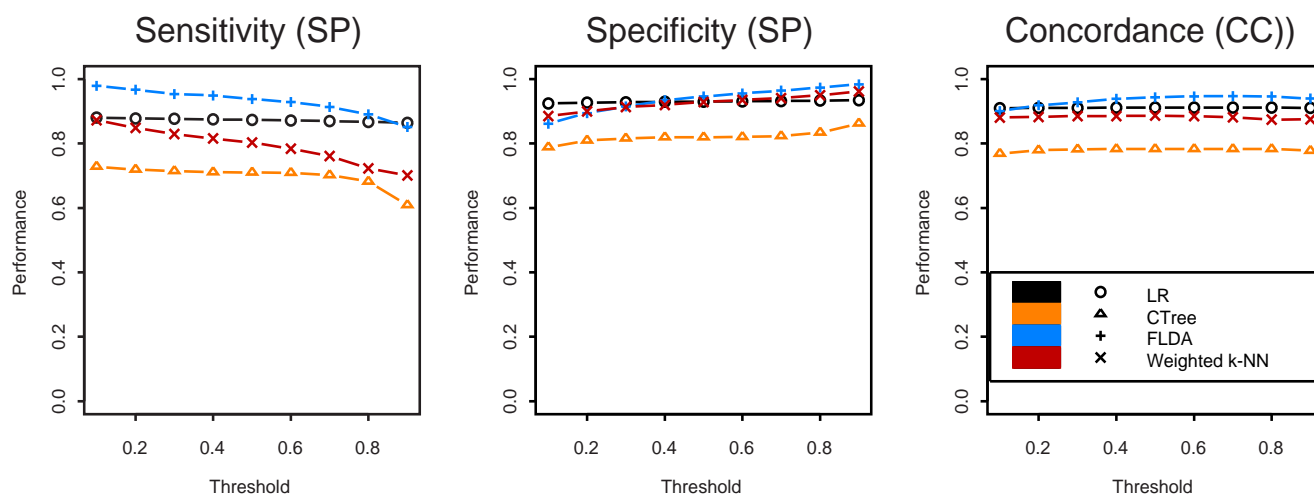 Sensitivity (SP)
Performance
1.0
0.8
0.6
0.4
0.2
0.0
0.2 0.4 0.6 0.8
Threshold
Specificity (SP)
Performance
1.0
0.8
0.6
0.4
0.2
0.0
0.2 0.4 0.6 0.8
Threshold
Concordance (CC))
Performance
1.0
0.8
0.6
0.4
0.2
0.0
LR
CTree
FLDA
Weighted k-NN
0.2 0.4 0.6 0.8
Threshold